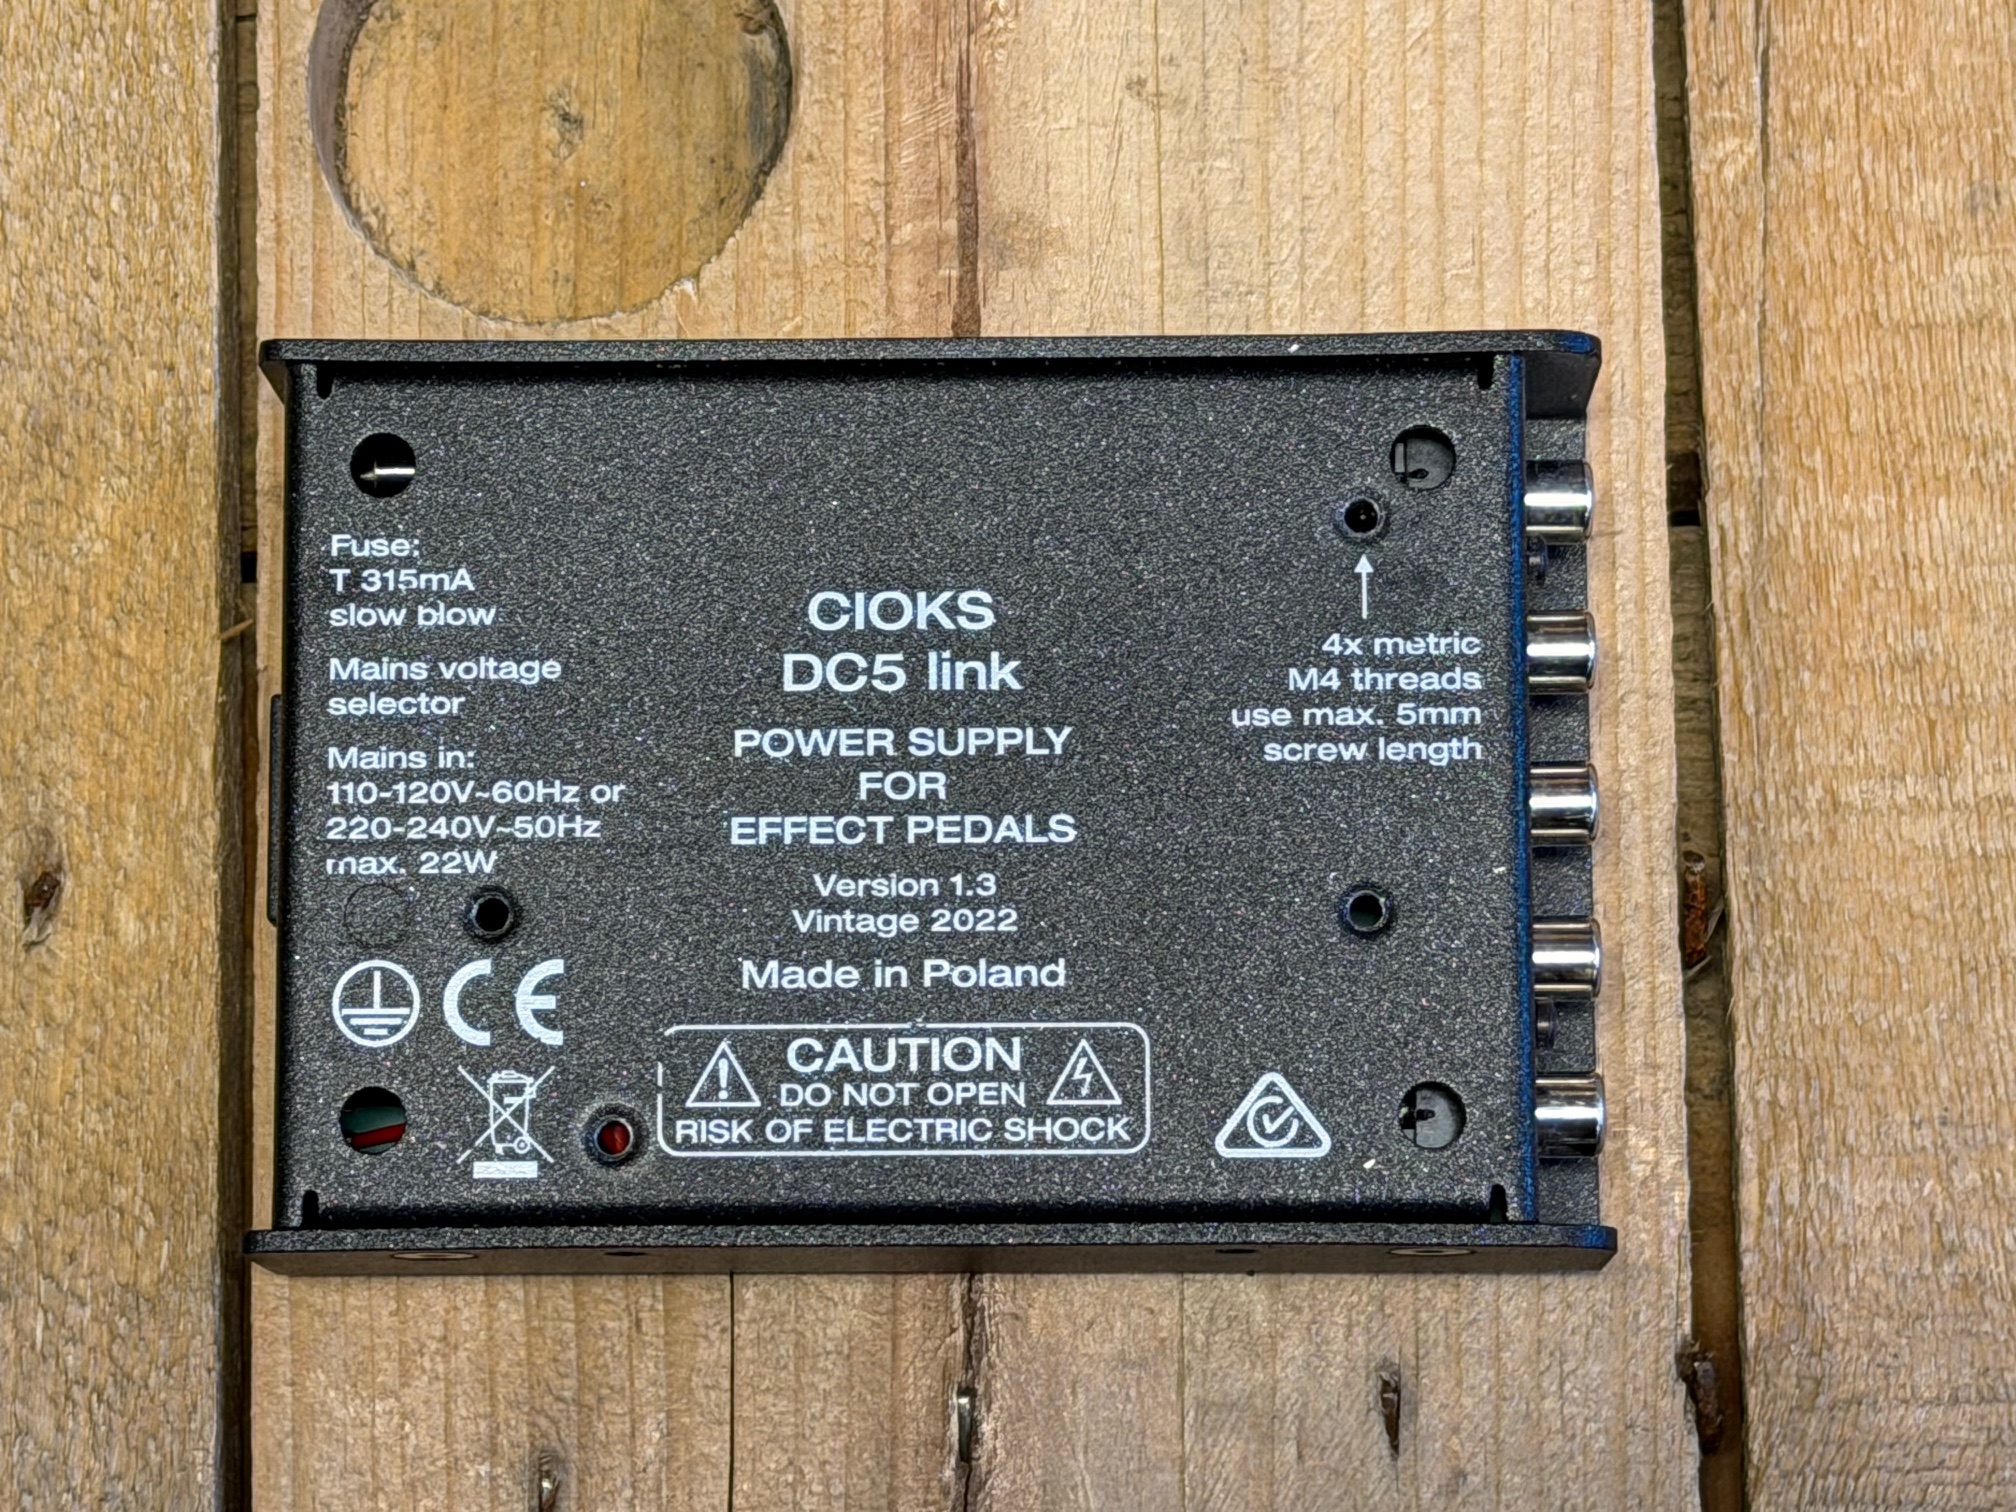 Fuse:
T 315mA
slow blow
Mains voltage
selector
Mains in:
110-120V~60Hz or
220-240V~50Hz
max. 22W
CE
CIOKS
DC5 link
POWER SUPPLY
FOR
EFFECT PEDALS
Version 1.3
Vintage 2022
Made in Poland
CAUTION
DO NOT OPEN
RISK OF ELECTRIC SHOCK
4x metric
M4 threads
use max. 5mm
screw length